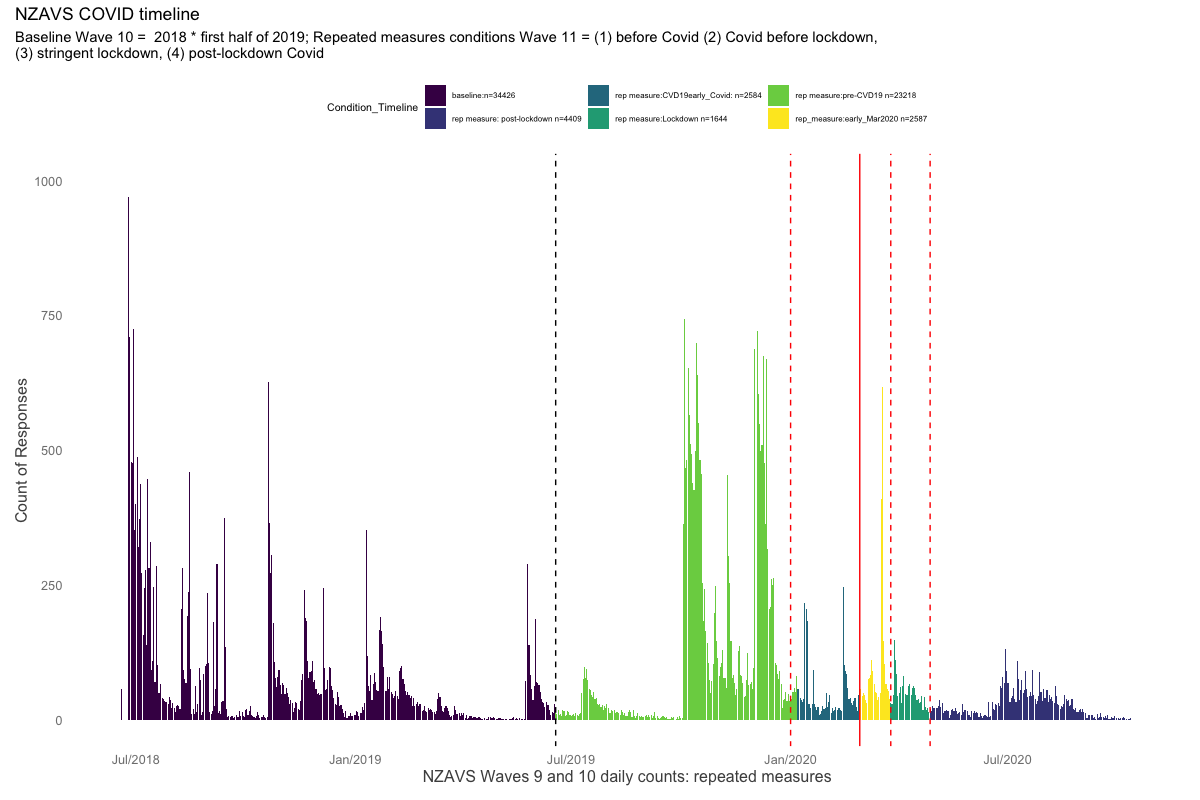 NZAVS COVID timeline
Baseline Wave 10 =  2018 * first half of 2019; Repeated measures conditions Wave 11 = (1) before Covid (2) Covid before lockdown,
(3) stringent lockdown, (4) post-lockdown Covid
Condition_Timeline
baseline:n=34426
rep measure: post-lockdown n=4409
rep measure:CVD19early_Covid: n=2584
rep measure:Lockdown n=1644
rep measure:pre-CVD19 n=23218
rep_measure:early_Mar2020 n=2587
Count of Responses
1000
750
500
250
0
Jul/2018
Jan/2019
Jul/2019
Jan/2020
Jul/2020
NZAVS Waves 9 and 10 daily counts: repeated measures